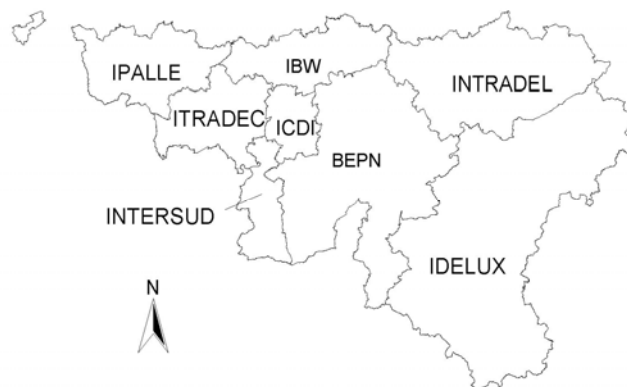 IPALLE
IBW
INTRADEL
ITRADEC
ICDI
BEPN
INTERSUD
IDELUX
N